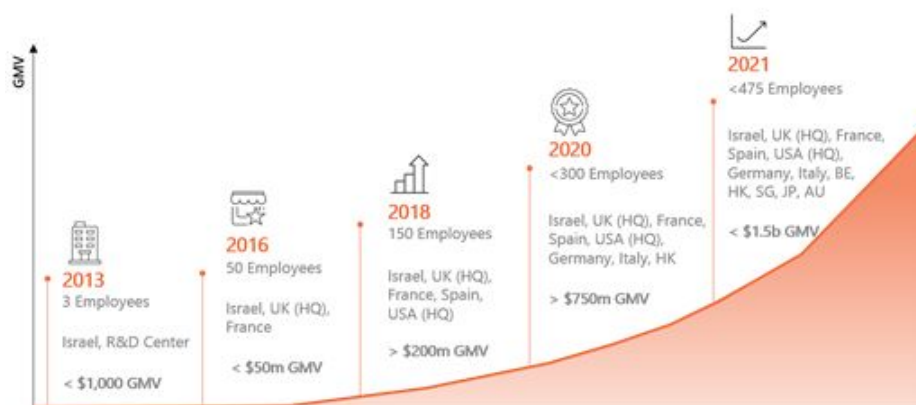 GMV
2013
3 Employees
Israel, R&D Center
< $1,000 GMV
2016
50 Employees
Israel, UK (HQ),
France
< $50m GMV
2018
150 Employees
Israel, UK (HQ),
France, Spain,
USA (HQ)
> $200m GMV
2020
<300 Employees
Israel, UK (HQ), France,
Spain, USA (HQ),
Germany, Italy, HK
> $750m GMV
2021
<475 Employees
Israel, UK (HQ), France,
Spain, USA (HQ),
Germany, Italy, BE,
HK, SG, JP, AU
< $1.5b GMV